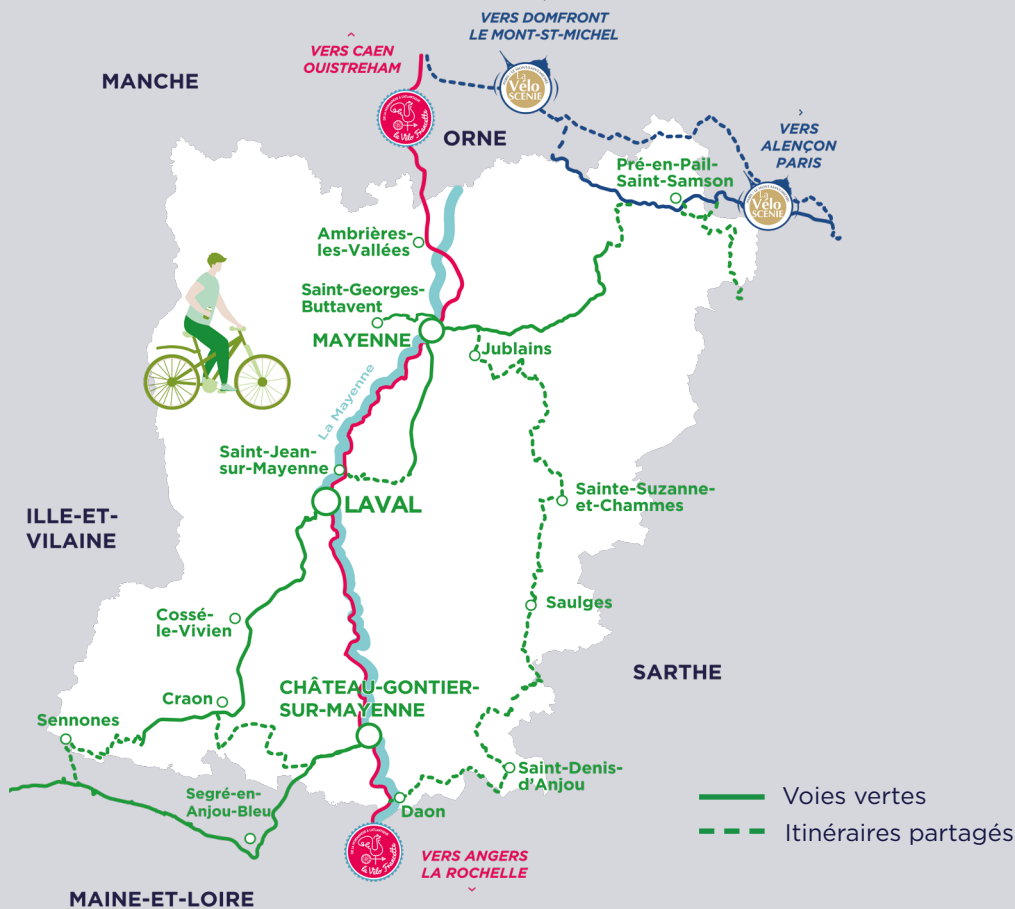 VERS DOMFRONT
LE MONT-ST-MICHEL
VERS CAEN
OUISTREHAM
MANCHE
La
Vélo
SCÉNIE
la Vélo Francette
ORNE
VERS
ALENÇON
PARIS
Pré-en-Pail-
Saint-Samson
La
Vélo
SCÉNIE
Ambrières-
les-Vallées
Saint-Georges-
Buttavent
MAYENNE
Jublains
La Mayenne
Saint-Jean-
sur-Mayenne
LAVAL
Sainte-Suzanne-
et-Chammes
ILLE-ET-
VILAINE
Saulges
Cossé-
le-Vivien
SARTHE
CHÂTEAU-GONTIER-
SUR-MAYENNE
Craon
Sennones
Saint-Denis-
d'Anjou
Segré-en-
Anjou-Bleu
Daon
Voies vertes
Itinéraires partagés
la Vélo Francette
VERS ANGERS
LA ROCHELLE
MAINE-ET-LOIRE